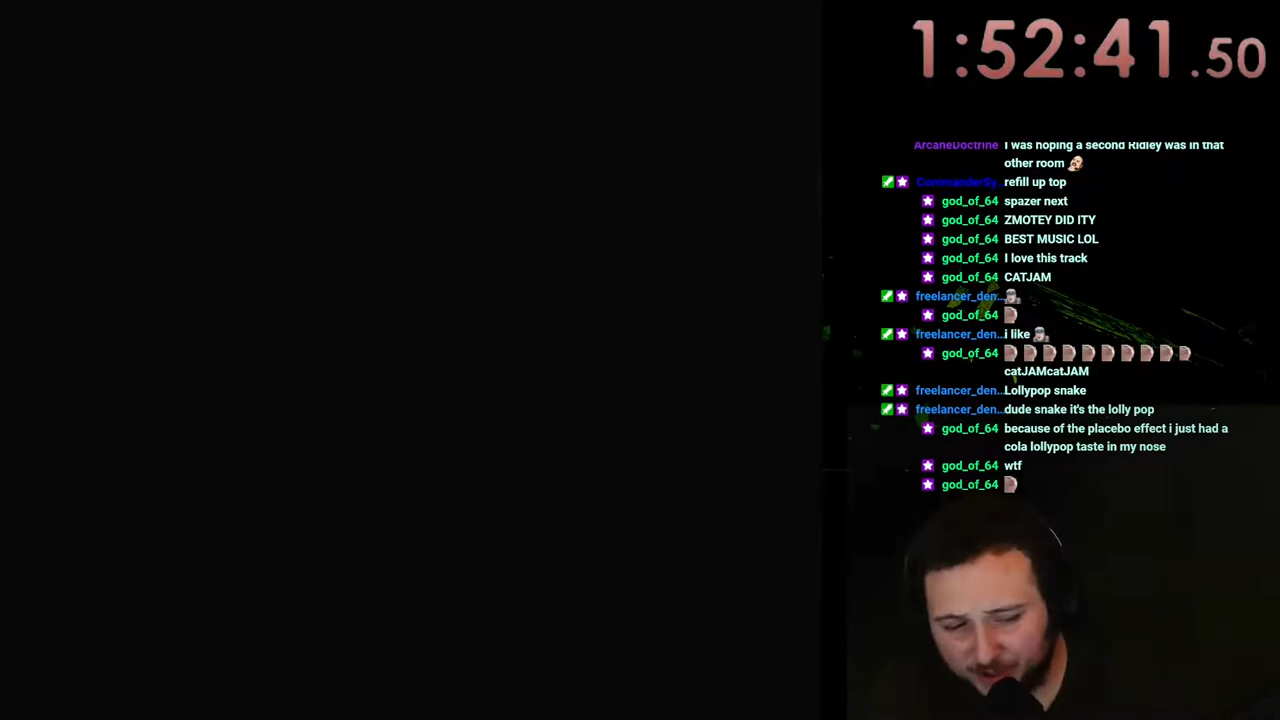 1:52:41.50
ArcaneDoctrine I was hoping a second Ridley was in that
other room
CommanderSy... refill up top
god_of_64 spazer next
god_of_64 ZMOTEY DID ITY
god_of_64 BEST MUSIC LOL
god_of_64 I love this track
god_of_64 CATJAM
freelancer_den...
god_of_64
freelancer_den... i like
god_of_64
catJAMcatJAM
freelancer_den... Lollypop snake
freelancer_den... dude snake it's the lolly pop
god_of_64 because of the placebo effect i just had a
cola lollypop taste in my nose
god_of_64 wtf
god_of_64